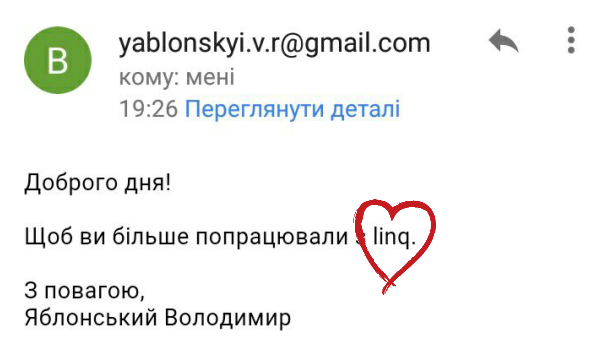 В
yablonskyi.v.r@gmail.com
кому: мені
19:26 Переглянути деталі
Доброго дня!
Щоб ви більше попрацювали з linq.
З повагою,
Яблонський Володимир